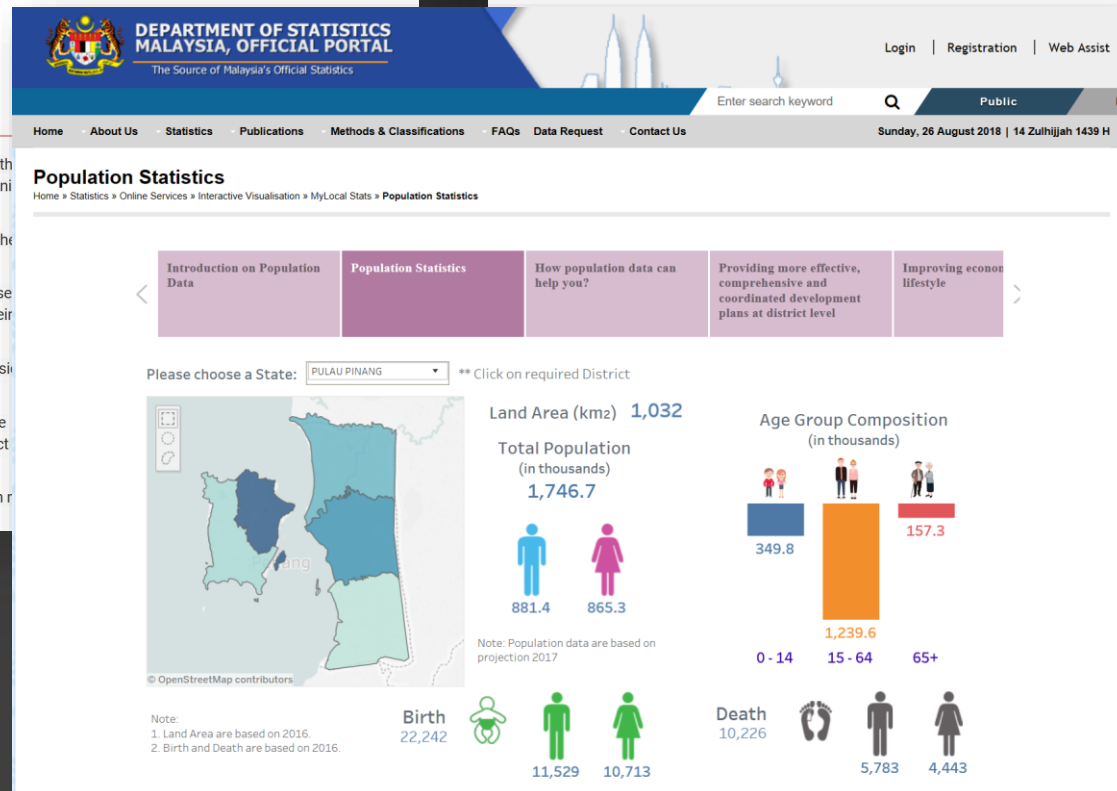 DEPARTMENT OF STATISTICS
MALAYSIA, OFFICIAL PORTAL
The Source of Malaysia's Official Statistics
Login | Registration | Web Assist
Enter search keyword
Public
Home About Us Statistics Publications Methods & Classifications FAQs Data Request Contact Us
Sunday, 26 August 2018 | 14 Zulhijjah 1439 H
Population Statistics
Home » Statistics » Online Services » Interactive Visualisation » MyLocal Stats » Population Statistics
Introduction on Population
Data
Population Statistics
How population data can
help you?
Providing more effective,
comprehensive and
coordinated development
plans at district level
Improving econom
lifestyle
Please choose a State: PULAU PINANG ** Click on required District
Land Area (km2) 1,032
Total Population
(in thousands)
1,746.7
881.4 865.3
Note: Population data are based on
projection 2017
Age Group Composition
(in thousands)
349.8
1,239.6
157.3
0 - 14 15 - 64 65+
© OpenStreetMap contributors
Note:
1. Land Area are based on 2016.
2. Birth and Death are based on 2016.
Birth
22,242
11,529 10,713
Death
10,226
5,783 4,443